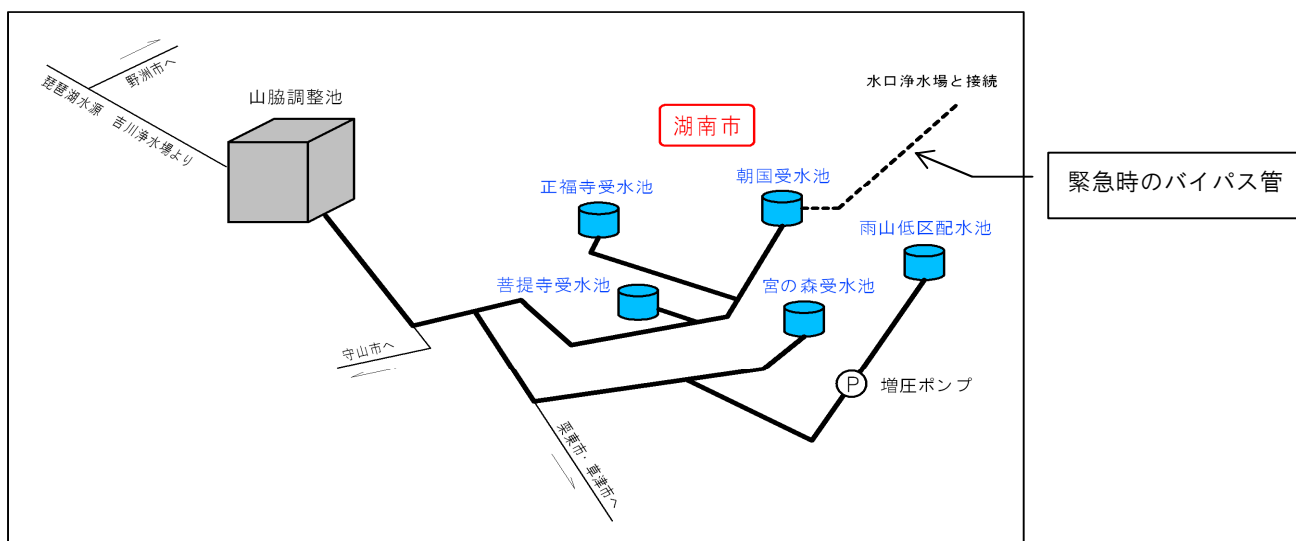 野洲市へ
琵琶湖水源 吉川浄水場より
山脇調整池
水口浄水場と接続
湖南市
緊急時のバイパス管
正福寺受水池
朝国受水池
雨山低区配水池
菩提寺受水池
宮の森受水池
守山市へ
P
増圧ポンプ
栗東市・草津市へ